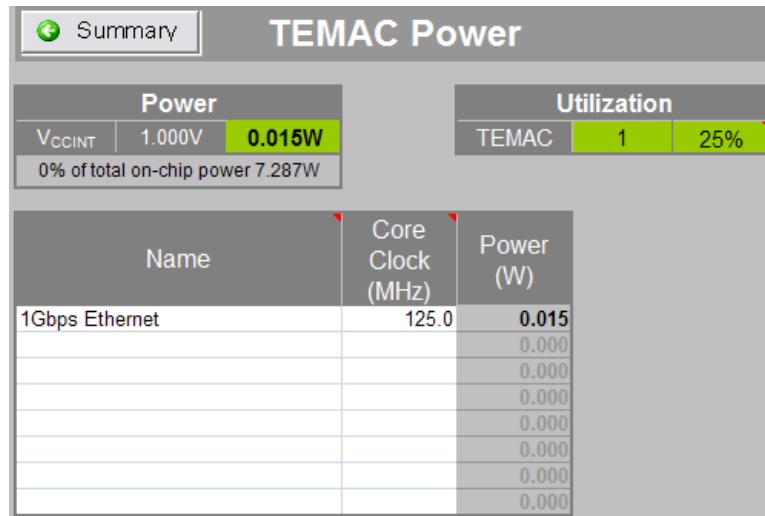 Summary
TEMAC Power
Power
VCCINT 1.000V 0.015W
0% of total on-chip power 7.287W
Utilization
TEMAC 1 25%
Name Core Clock (MHz) Power (W)
1Gbps Ethernet 125.0 0.015
0.000
0.000
0.000
0.000
0.000
0.000
0.000